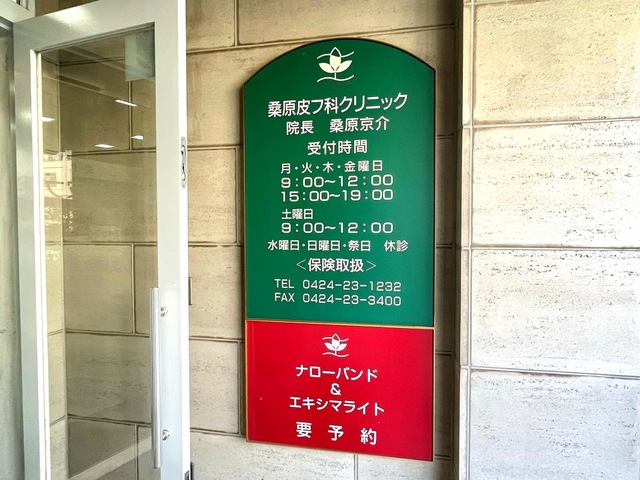 桑原皮フ科クリニック
院長 桑原京介
受付時間
月・火・木・金曜日
9:00〜12:00
15:00〜19:00
土曜日
9:00〜12:00
水曜日・日曜日・祭日 休診
＜保険取扱＞
TEL 0424-23-1232
FAX 0424-23-3400
ナローバンド
&
エキシマライト
要予約